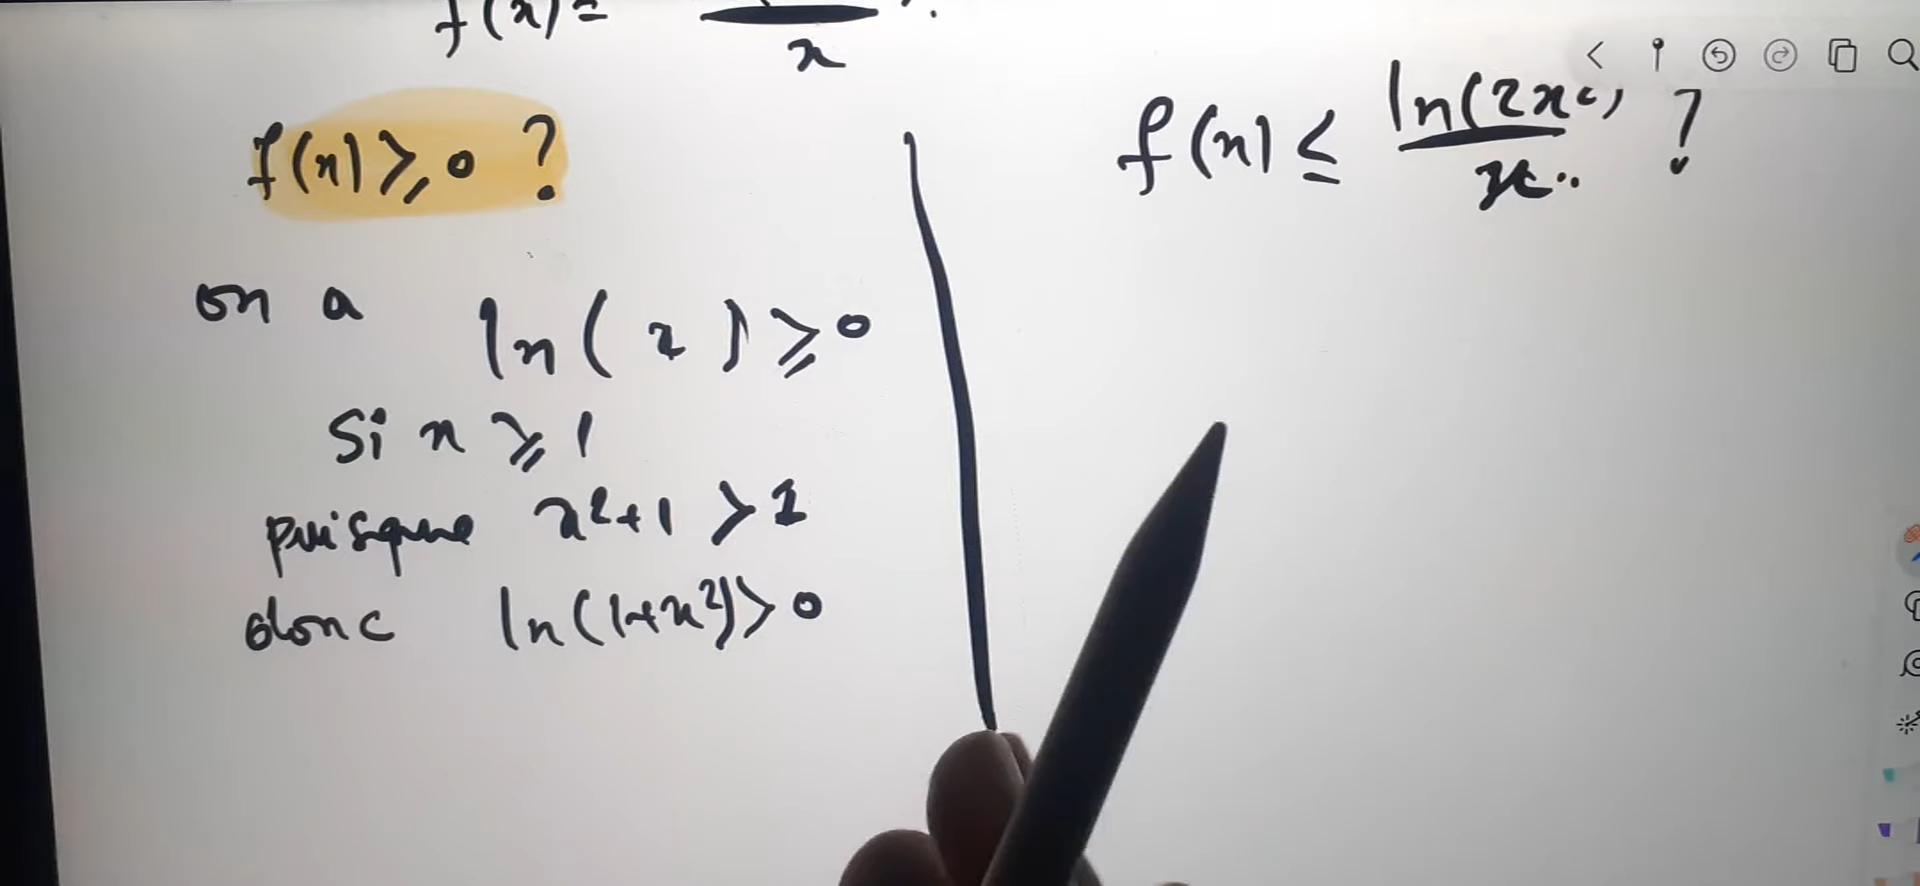 f(x) = x
f(x) ≥ 0 ?
on a ln( x ) ≥ 0
Si x ≥ 1
puisque x²+1 > 1
donc ln(1+x²) > 0
f(x) ≤ ln(2x²) / x ?